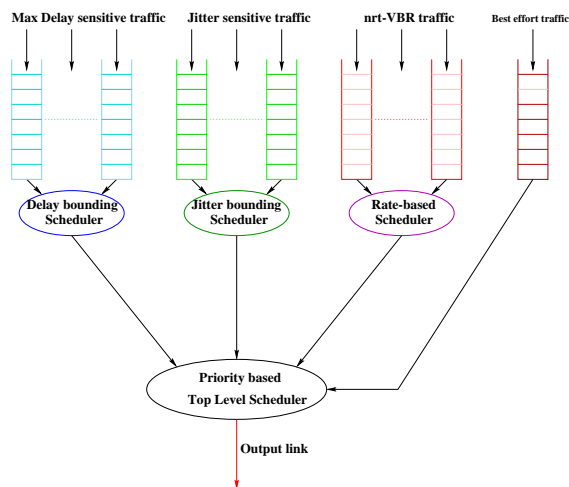 Max Delay sensitive traffic
Jitter sensitive traffic
nrt-VBR traffic
Best effort traffic
Delay bounding
Scheduler
Jitter bounding
Scheduler
Rate-based
Scheduler
Priority based
Top Level Scheduler
Output link